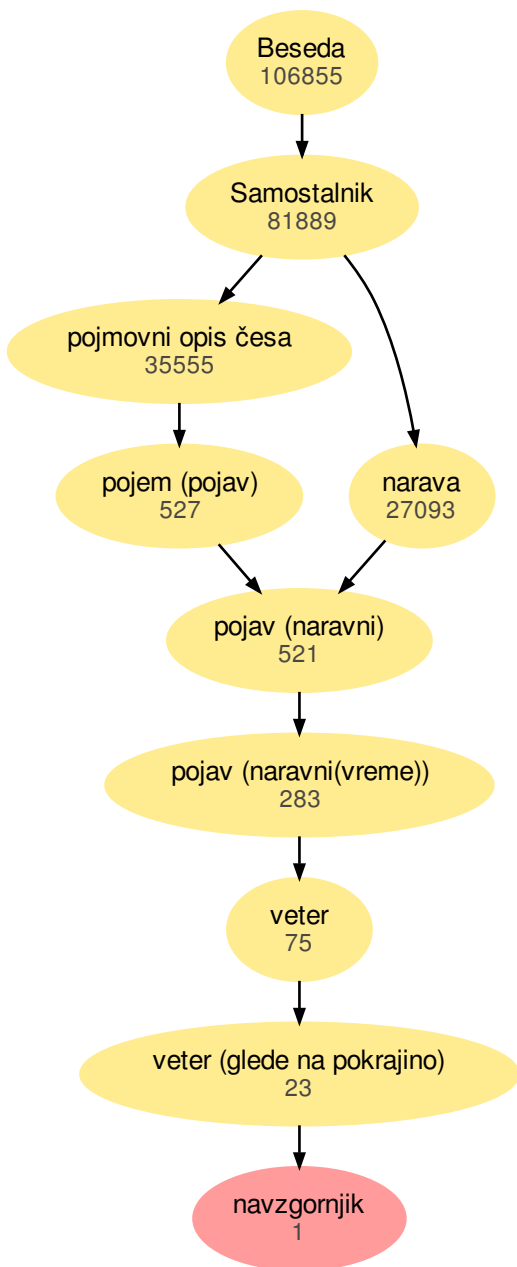 Beseda
106855
Samostalnik
81889
pojmovni opis česa
35555
pojem (pojav)
527
narava
27093
pojav (naravni)
521
pojav (naravni(vreme))
283
veter
75
veter (glede na pokrajino)
23
navzgornjik
1